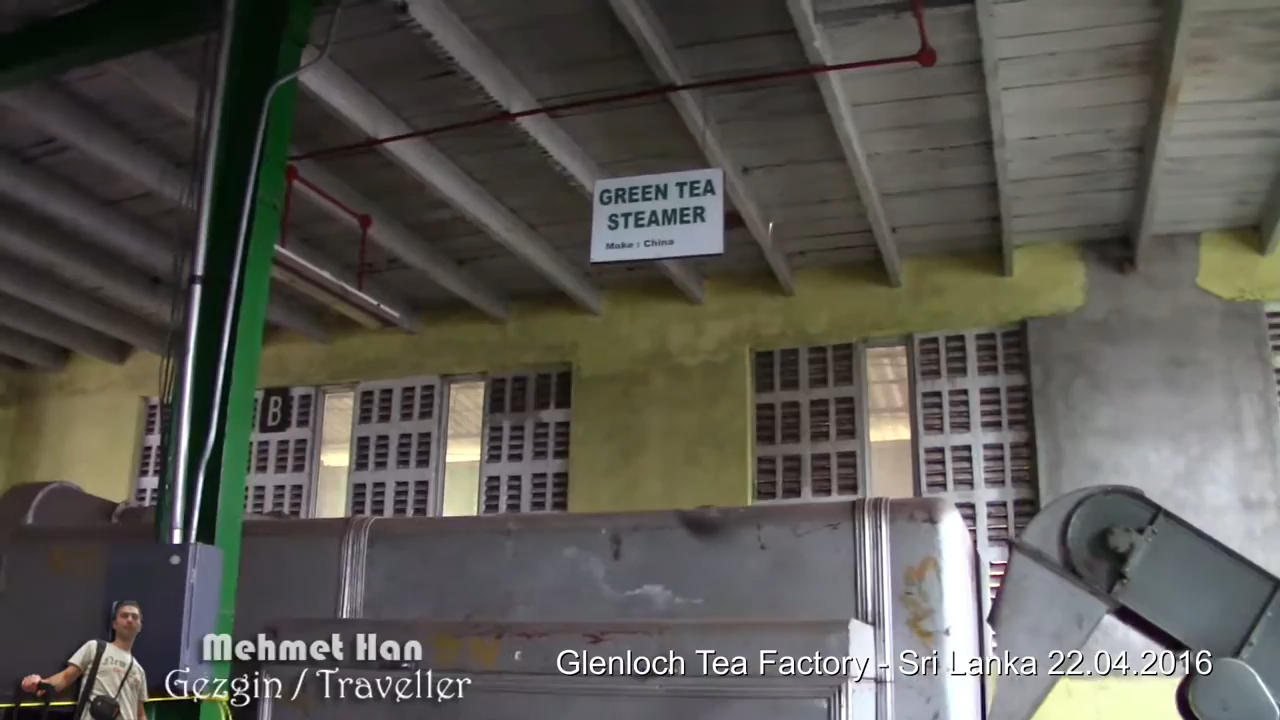 GREEN TEA
STEAMER
Make : China
B
Mehmet Han
Gezgin / Traveller
Glenloch Tea Factory - Sri Lanka 22.04.2016